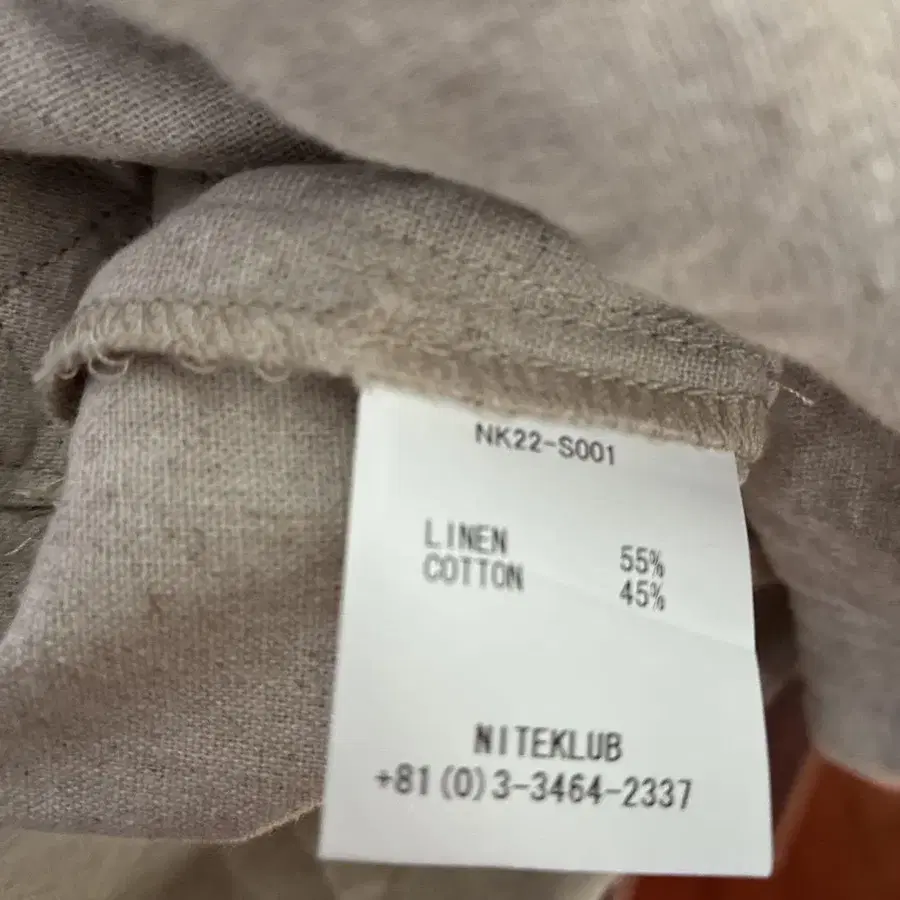 NK22-S001
LINEN 55%
COTTON 45%
NITEKLUB
+81(0)3-3464-2337